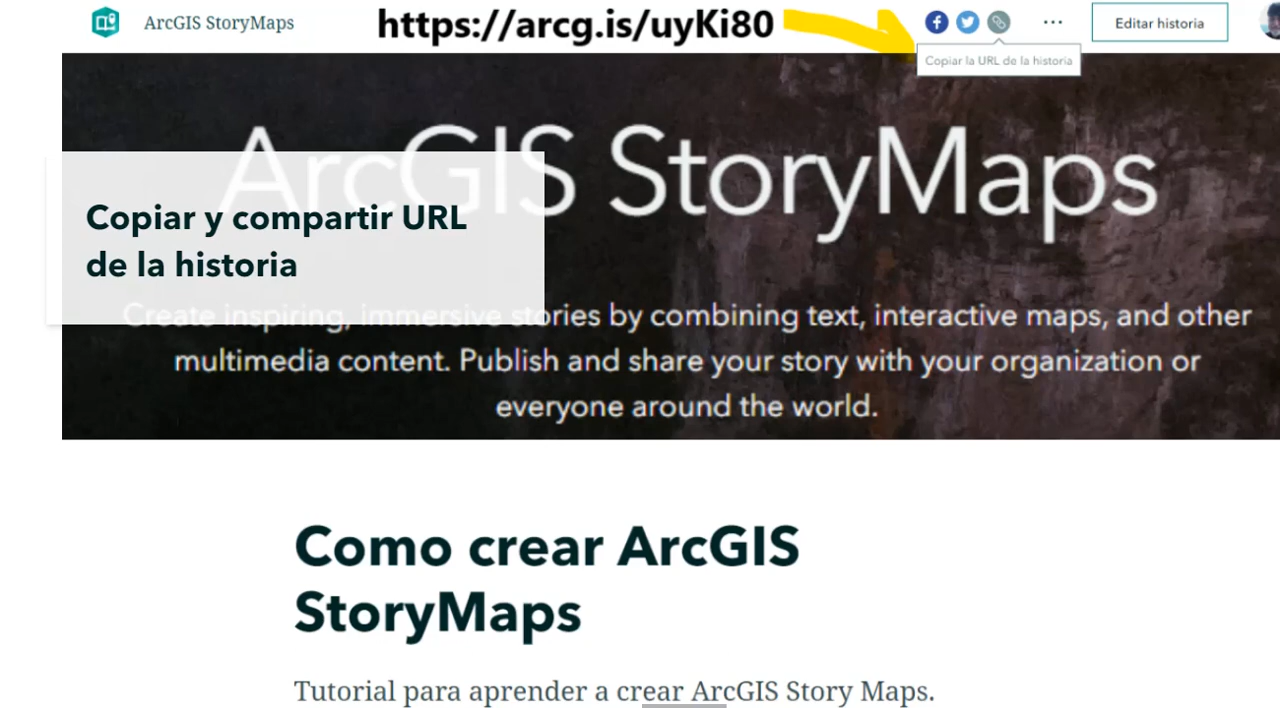 ArcGIS StoryMaps
https://arcg.is/uyKi80
Editar historia
Copiar la URL de la historia
ArcGIS StoryMaps
Copiar y compartir URL
de la historia
Create inspiring, immersive stories by combining text, interactive maps, and other
multimedia content. Publish and share your story with your organization or
everyone around the world.
Como crear ArcGIS
StoryMaps
Tutorial para aprender a crear ArcGIS Story Maps.